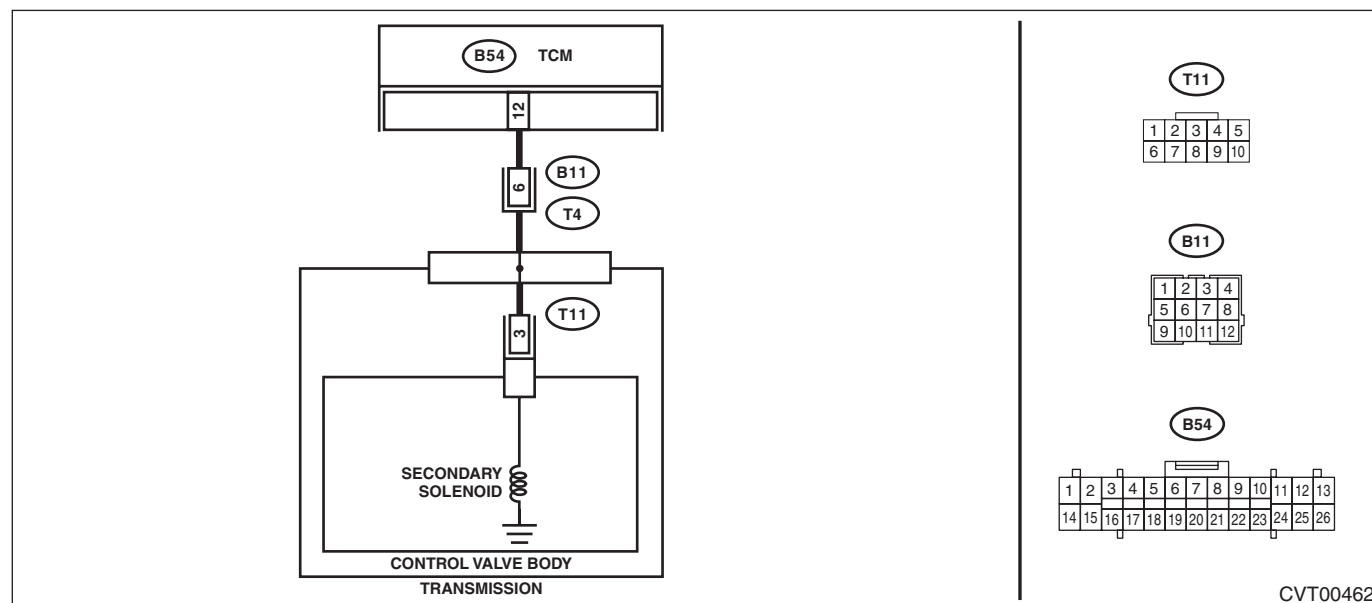 B54 TCM
12
6
B11
T4
T11
3
SECONDARY
SOLENOID
CONTROL VALVE BODY
TRANSMISSION
T11
1 2 3 4 5
6 7 8 9 10
B11
1 2 3 4
5 6 7 8
9 10 11 12
B54
1 2 3 4 5 6 7 8 9 10 11 12 13
14 15 16 17 18 19 20 21 22 23 24 25 26
CVT00462